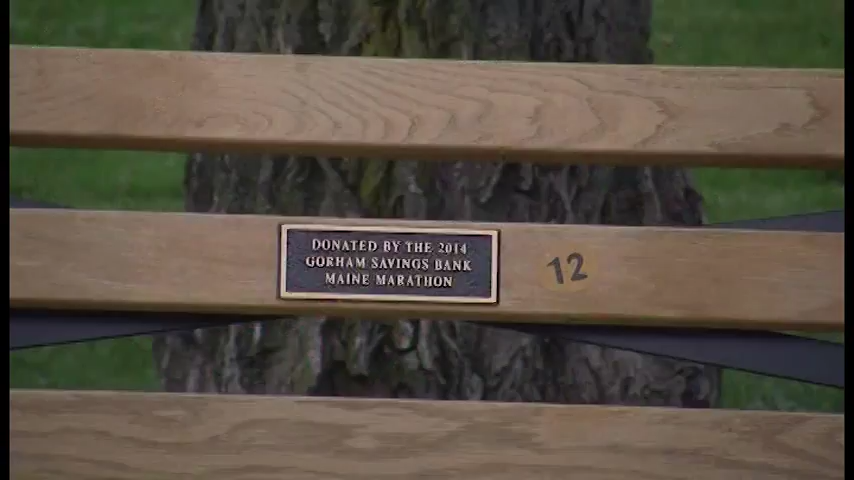 DONATED BY THE 2014
GORHAM SAVINGS BANK
MAINE MARATHON
12